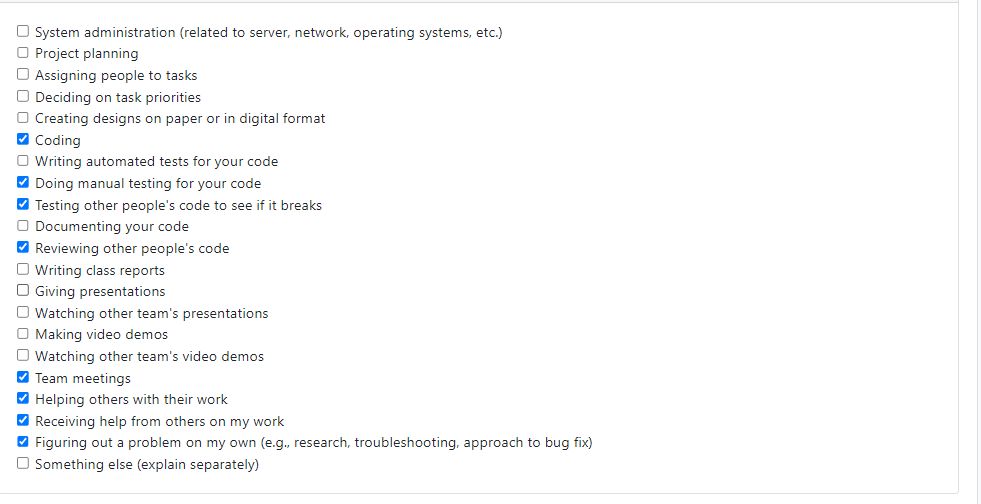 System administration (related to server, network, operating systems, etc.)
Project planning
Assigning people to tasks
Deciding on task priorities
Creating designs on paper or in digital format
Coding
Writing automated tests for your code
Doing manual testing for your code
Testing other people's code to see if it breaks
Documenting your code
Reviewing other people's code
Writing class reports
Giving presentations
Watching other team's presentations
Making video demos
Watching other team's video demos
Team meetings
Helping others with their work
Receiving help from others on my work
Figuring out a problem on my own (e.g., research, troubleshooting, approach to bug fix)
Something else (explain separately)